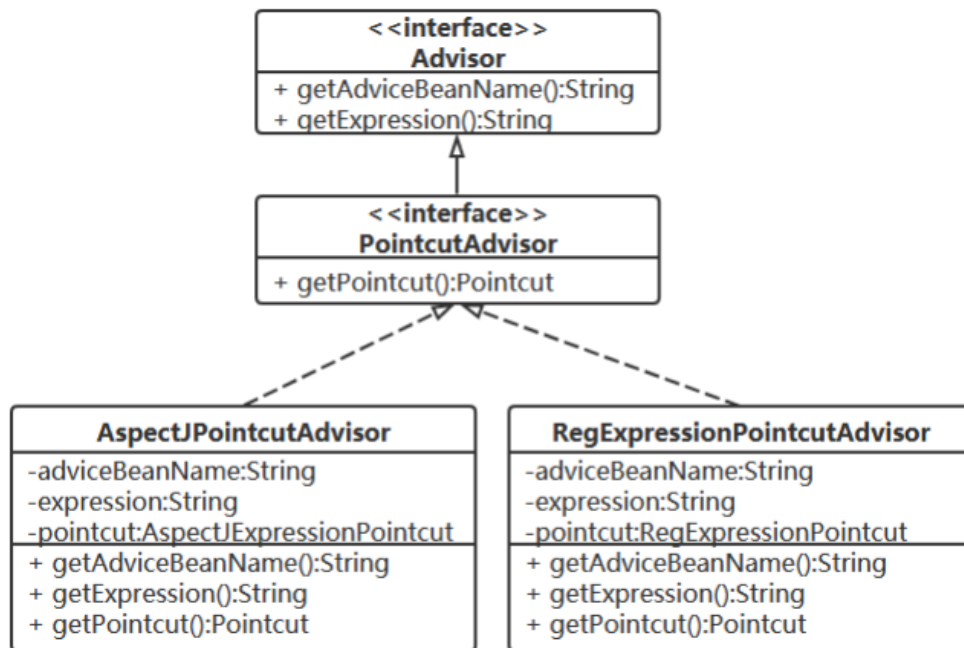 <<interface>>
Advisor
+ getAdviceBeanName():String
+ getExpression():String
<<interface>>
PointcutAdvisor
+ getPointcut():Pointcut
AspectJPointcutAdvisor
-adviceBeanName:String
-expression:String
-pointcut:AspectJExpressionPointcut
+ getAdviceBeanName():String
+ getExpression():String
+ getPointcut():Pointcut
RegExpressionPointcutAdvisor
-adviceBeanName:String
-expression:String
-pointcut:RegExpressionPointcut
+ getAdviceBeanName():String
+ getExpression():String
+ getPointcut():Pointcut